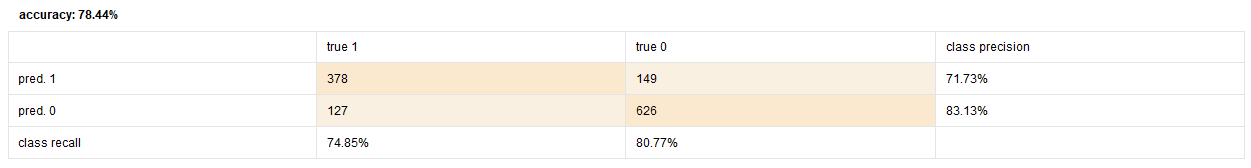 accuracy: 78.44%
true 1 true 0 class precision
pred. 1 378 149 71.73%
pred. 0 127 626 83.13%
class recall 74.85% 80.77%